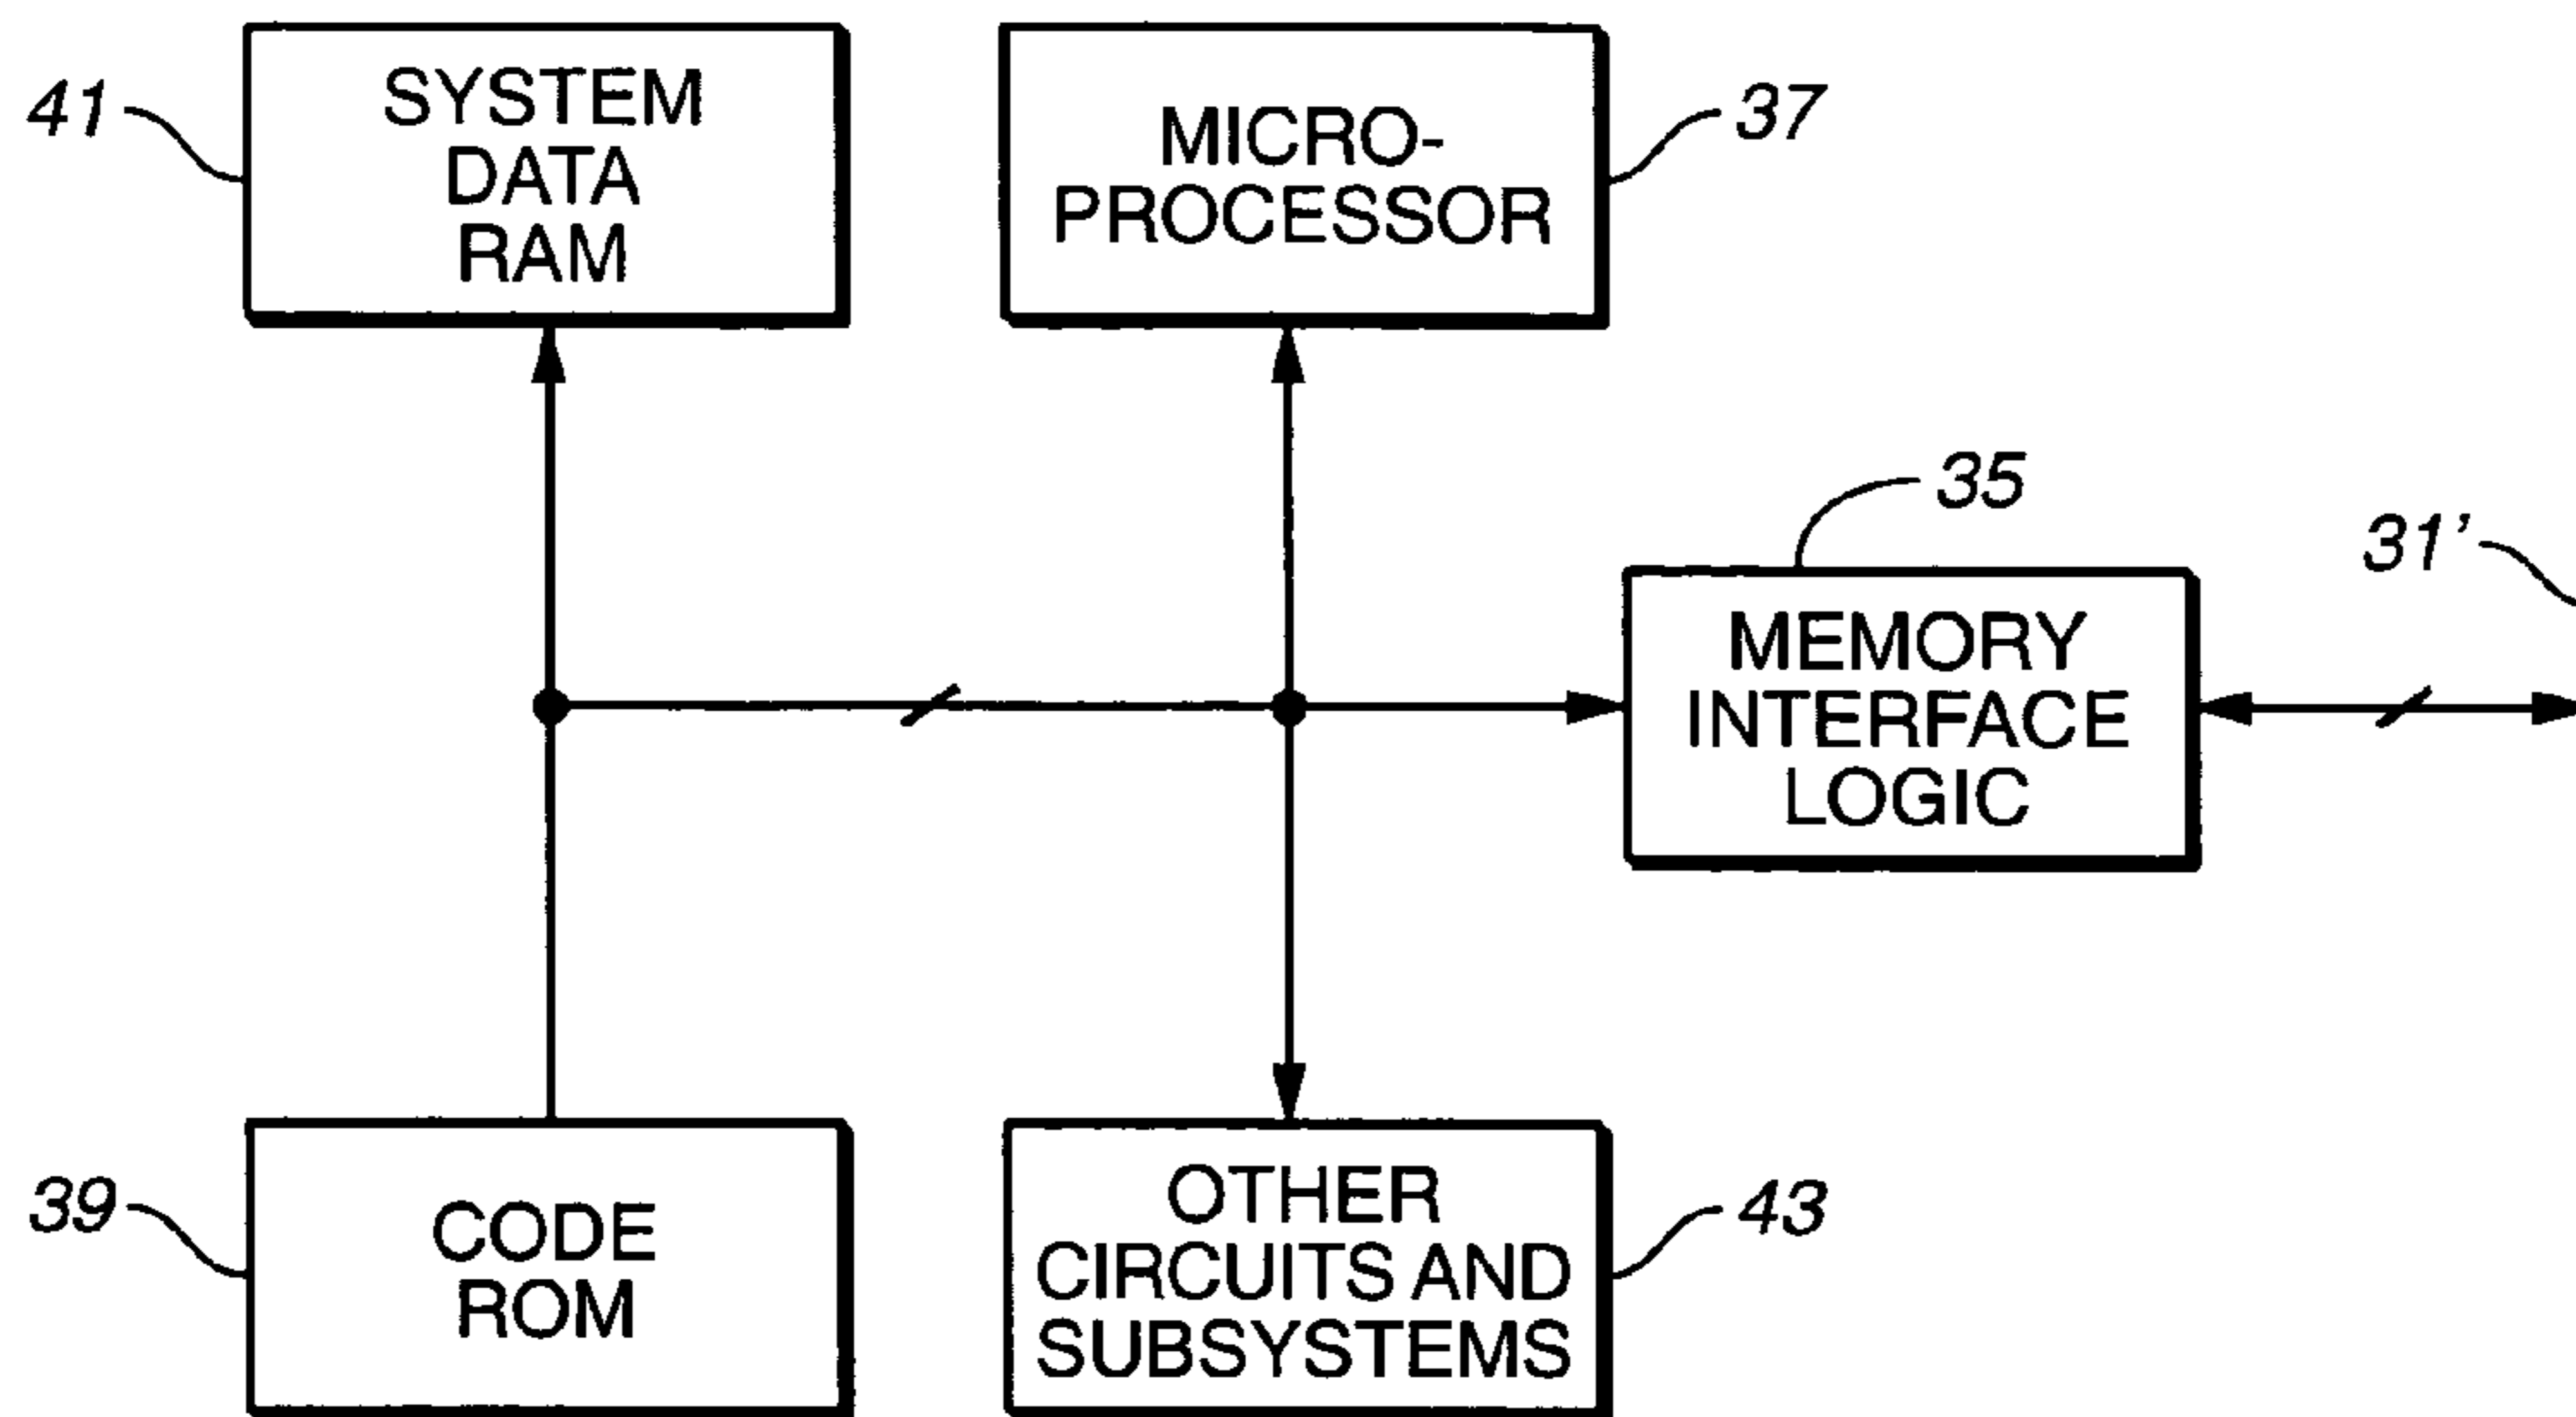 41
SYSTEM
DATA
RAM
MICRO-
PROCESSOR
37
35
31’
MEMORY
INTERFACE
LOGIC
39
CODE
ROM
OTHER
CIRCUITS AND
SUBSYSTEMS
43